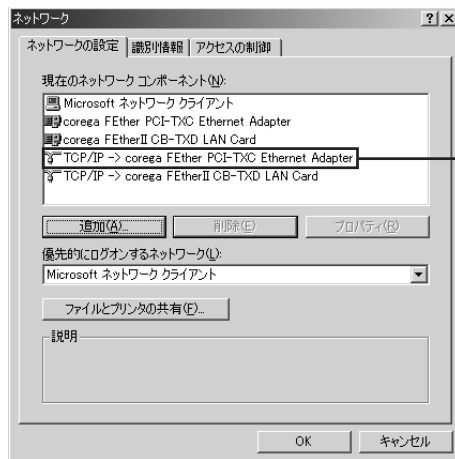 ネットワーク
ネットワークの設定 識別情報 アクセスの制御
現在のネットワーク コンポーネント(N):
Microsoft ネットワーク クライアント
corega FEther PCI-TXC Ethernet Adapter
corega FEtherII CB-TXD LAN Card
TCP/IP -> corega FEther PCI-TXC Ethernet Adapter
TCP/IP -> corega FEtherII CB-TXD LAN Card
追加(A)... 削除(E) プロパティ(R)
優先的にログオンするネットワーク(L):
Microsoft ネットワーク クライアント
ファイルとプリンタの共有(F)...
説明
OK キャンセル